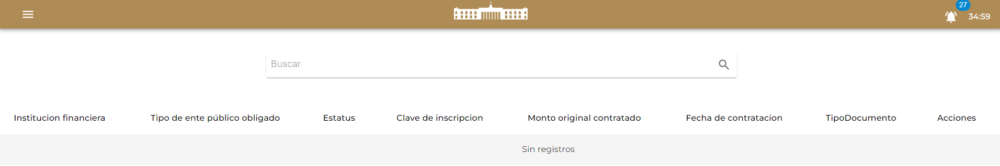 27
34:59
Buscar
Institucion financiera Tipo de ente público obligado Estatus Clave de inscripcion Monto original contratado Fecha de contratacion TipoDocumento Acciones
Sin registros